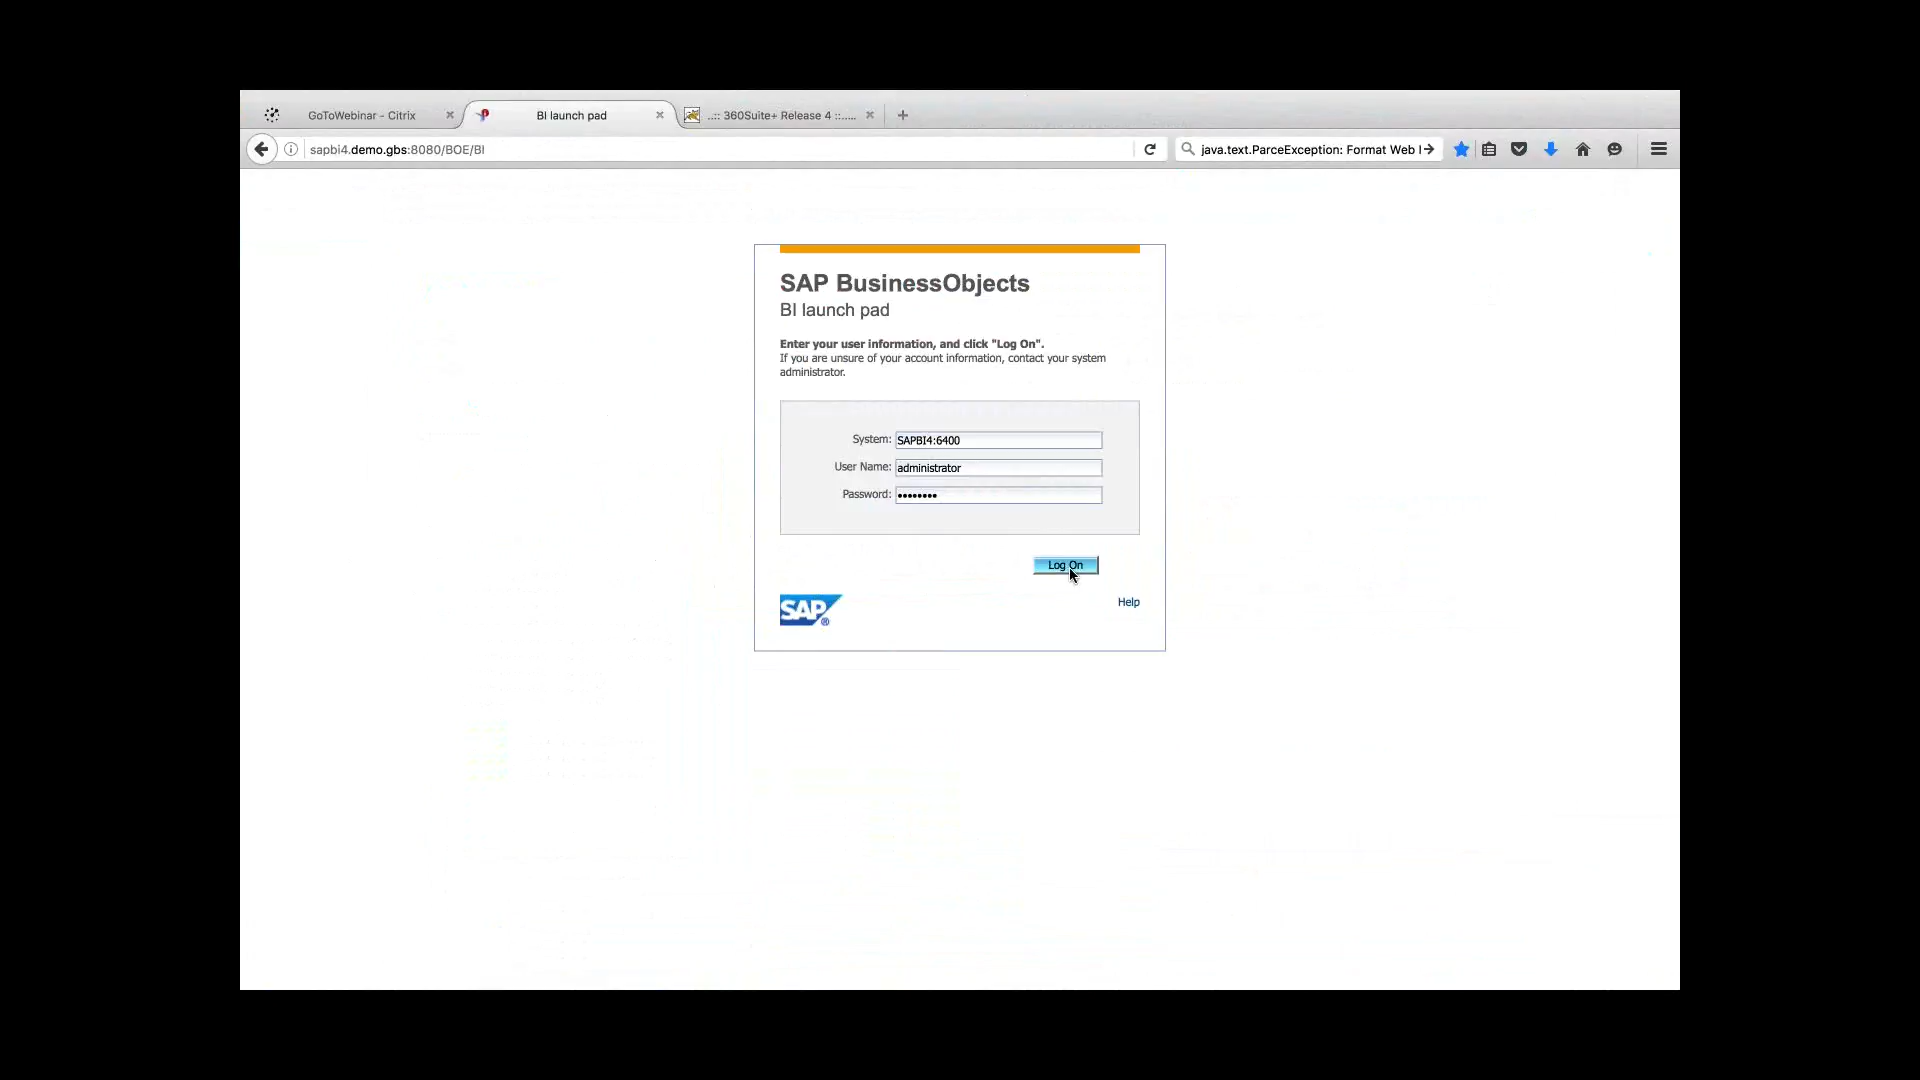 GoToWebinar - Citrix
BI launch pad
..:: 360Suite+ Release 4 ::.....
sapbi4.demo.gbs:8080/BOE/BI
java.text.ParceException: Format Web I
SAP BusinessObjects
BI launch pad
Enter your user information, and click "Log On".
If you are unsure of your account information, contact your system
administrator.
System: SAPBI4:6400
User Name: administrator
Password: ••••••••
Log On
SAP ®
Help